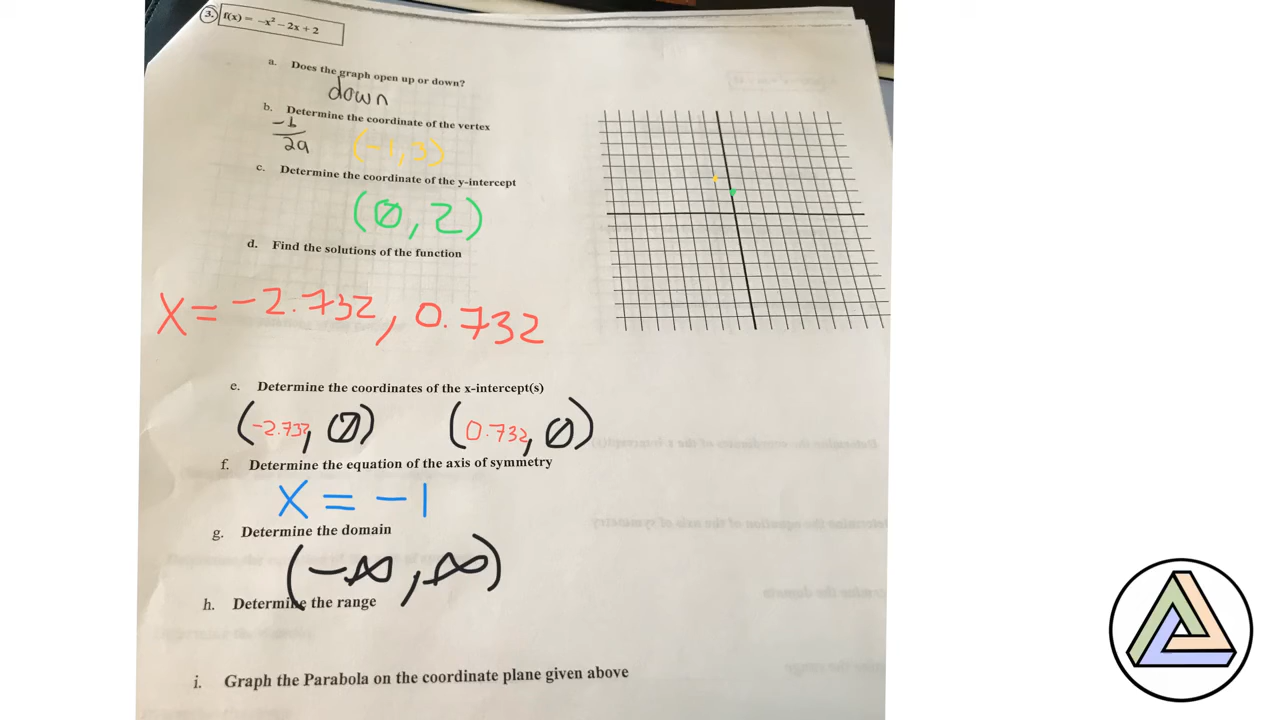 3. f(x) = −x² − 2x + 2
a. Does the graph open up or down?
down
b. Determine the coordinate of the vertex
-b/2a (-1,3)
c. Determine the coordinate of the y-intercept
(0,2)
d. Find the solutions of the function
X = -2.732, 0.732
e. Determine the coordinates of the x-intercept(s)
(-2.732, 0) (0.732, 0)
f. Determine the equation of the axis of symmetry
X = -1
g. Determine the domain
(-∞, ∞)
h. Determine the range
i. Graph the Parabola on the coordinate plane given above